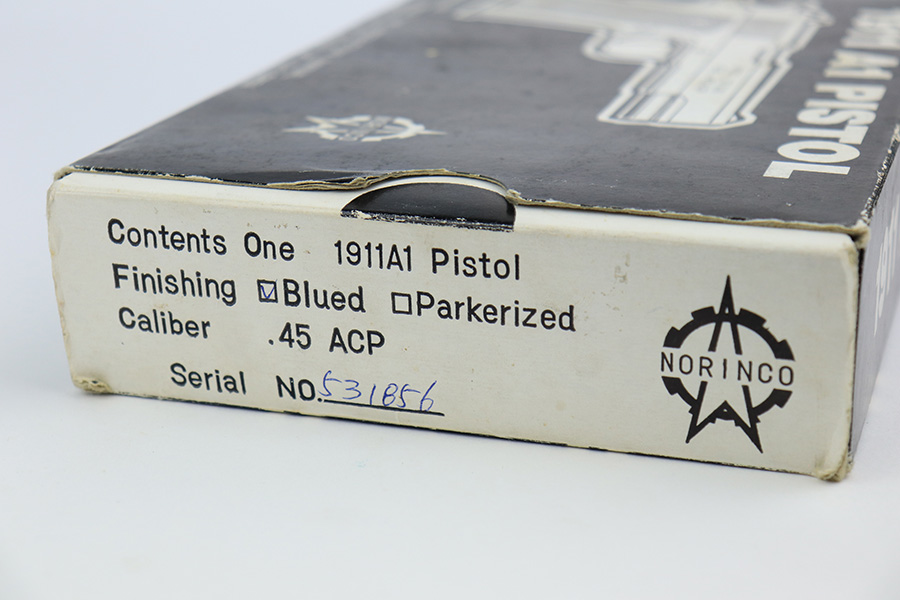 A1 PISTOL
Contents One 1911A1 Pistol
Finishing ☑Blued ☐Parkerized
Caliber .45 ACP
Serial NO. 531856
NORINCO